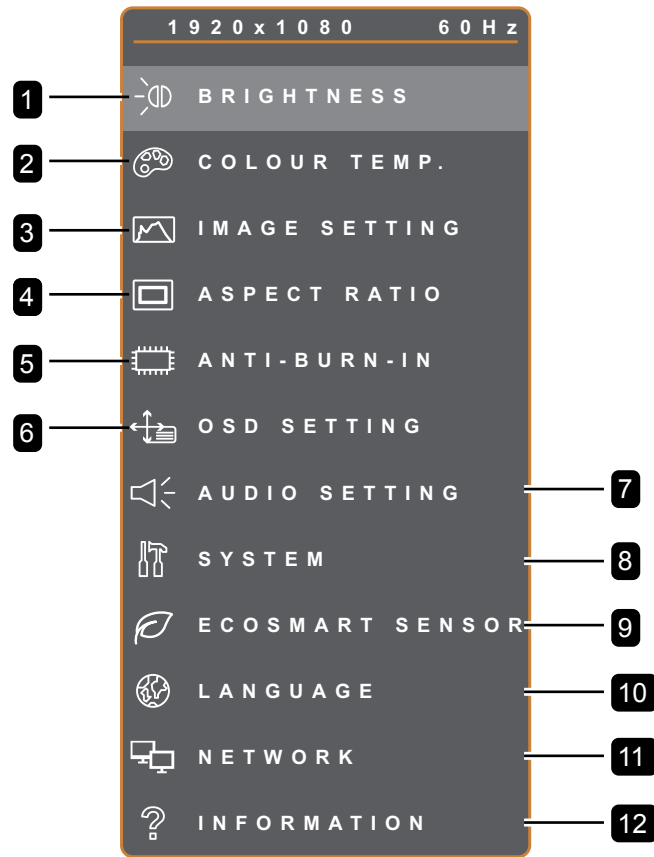 1920x1080 60Hz
1 BRIGHTNESS
2 COLOUR TEMP.
3 IMAGE SETTING
4 ASPECT RATIO
5 ANTI-BURN-IN
6 OSD SETTING
AUDIO SETTING 7
SYSTEM 8
ECOSMART SENSOR 9
LANGUAGE 10
NETWORK 11
INFORMATION 12